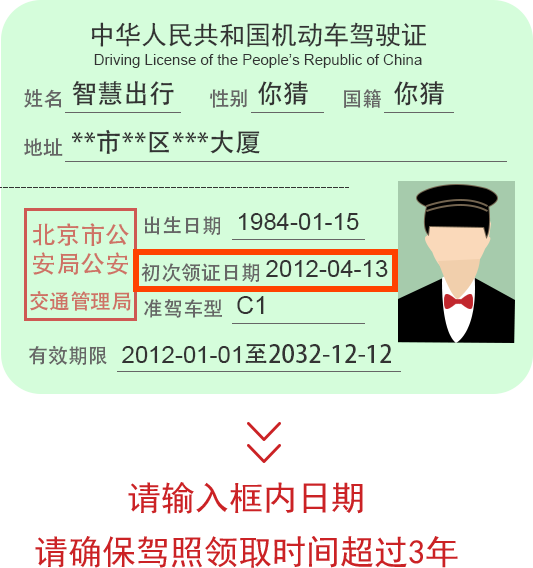 中华人民共和国机动车驾驶证
Driving License of the People's Republic of China
姓名 智慧出行 性别 你猜 国籍 你猜
地址 **市**区***大厦
北京市公
安局公安
交通管理局
出生日期 1984-01-15
初次领证日期 2012-04-13
准驾车型 C1
有效期限 2012-01-01至2032-12-12
请输入框内日期
请确保驾照领取时间超过3年